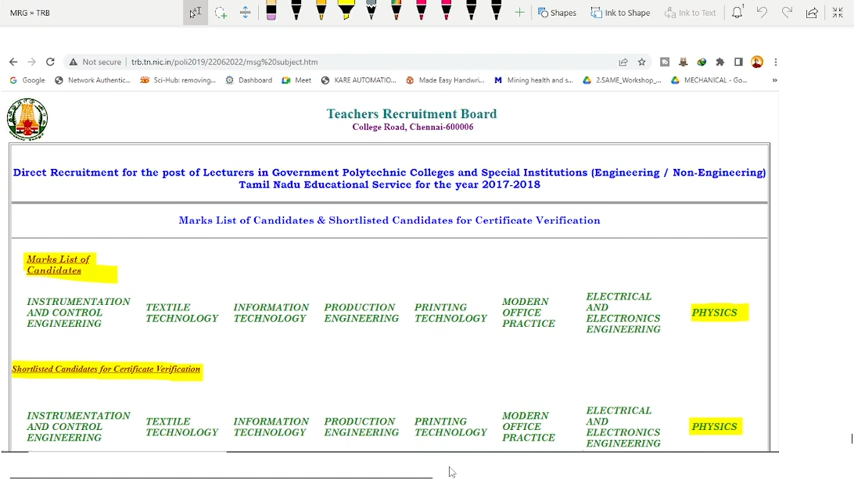 MRG » TRB
Shapes
Ink to Shape
Ink to Text
Not secure | trb.tn.nic.in/poli2019/22062022/msg%20subject.htm
Google
Network Authentic...
Sci-Hub: removing...
Dashboard
Meet
KARE AUTOMATIO...
Made Easy Handwri...
Mining health and s...
2.SAME_Workshop_...
MECHANICAL - Go...
Teachers Recruitment Board
College Road, Chennai-600006
Direct Recruitment for the post of Lecturers in Government Polytechnic Colleges and Special Institutions (Engineering / Non-Engineering)
Tamil Nadu Educational Service for the year 2017-2018
Marks List of Candidates & Shortlisted Candidates for Certificate Verification
Marks List of
Candidates
INSTRUMENTATION
AND CONTROL
ENGINEERING
TEXTILE
TECHNOLOGY
INFORMATION
TECHNOLOGY
PRODUCTION
ENGINEERING
PRINTING
TECHNOLOGY
MODERN
OFFICE
PRACTICE
ELECTRICAL
AND
ELECTRONICS
ENGINEERING
PHYSICS
Shortlisted Candidates for Certificate Verification
INSTRUMENTATION
AND CONTROL
ENGINEERING
TEXTILE
TECHNOLOGY
INFORMATION
TECHNOLOGY
PRODUCTION
ENGINEERING
PRINTING
TECHNOLOGY
MODERN
OFFICE
PRACTICE
ELECTRICAL
AND
ELECTRONICS
ENGINEERING
PHYSICS